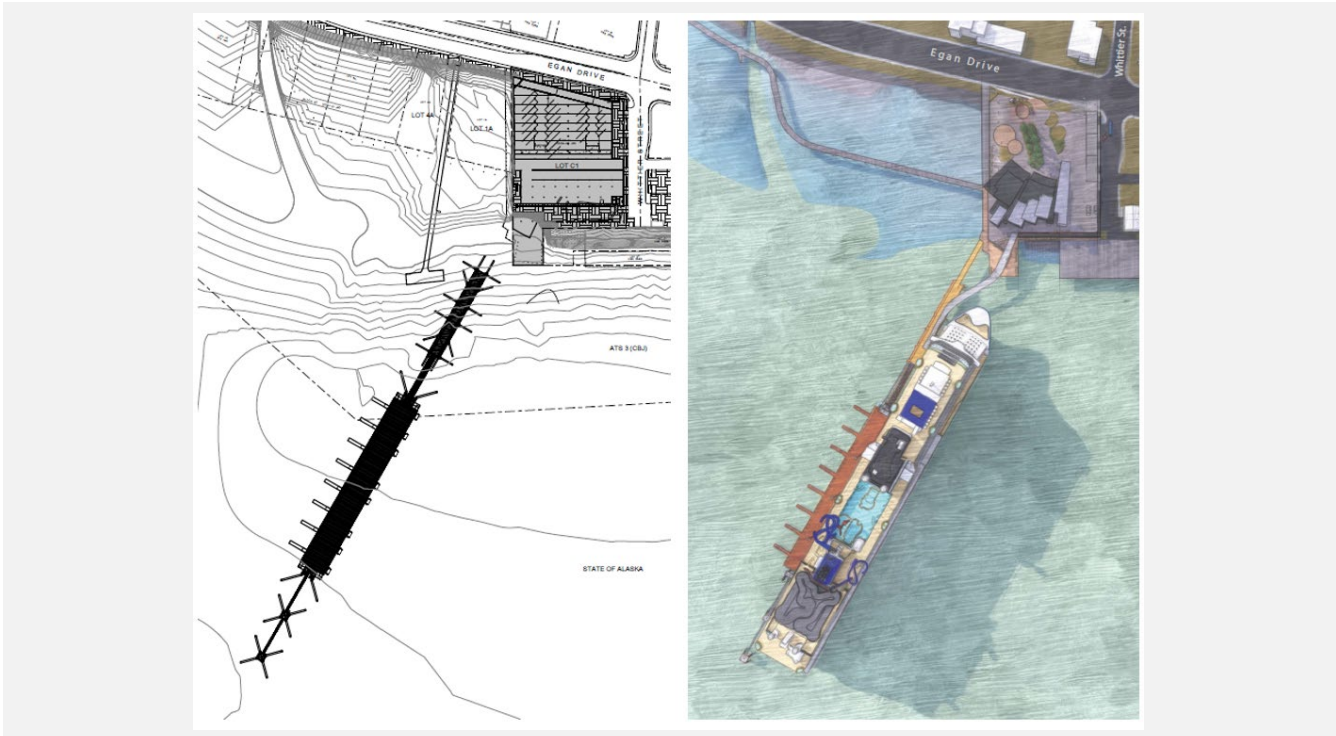 EGAN DRIVE
LOT 4A
LOT 1A
LOT C1
ATS 3 (CBJ)
STATE OF ALASKA
Egan Drive
Whittier St.